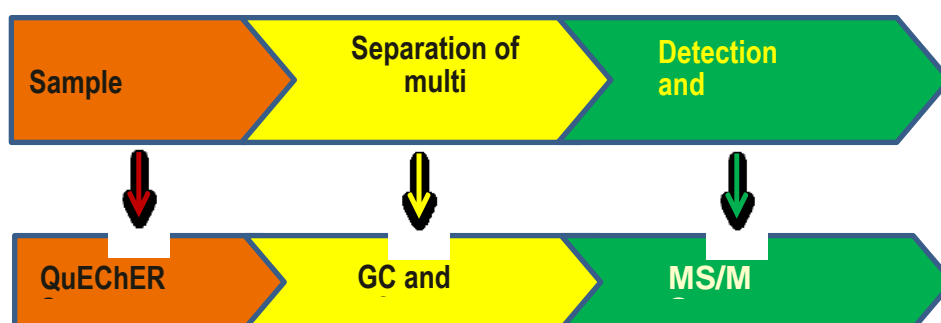 Sample
Separation of
multi
Detection
and
QuEChER
GC and
MS/M